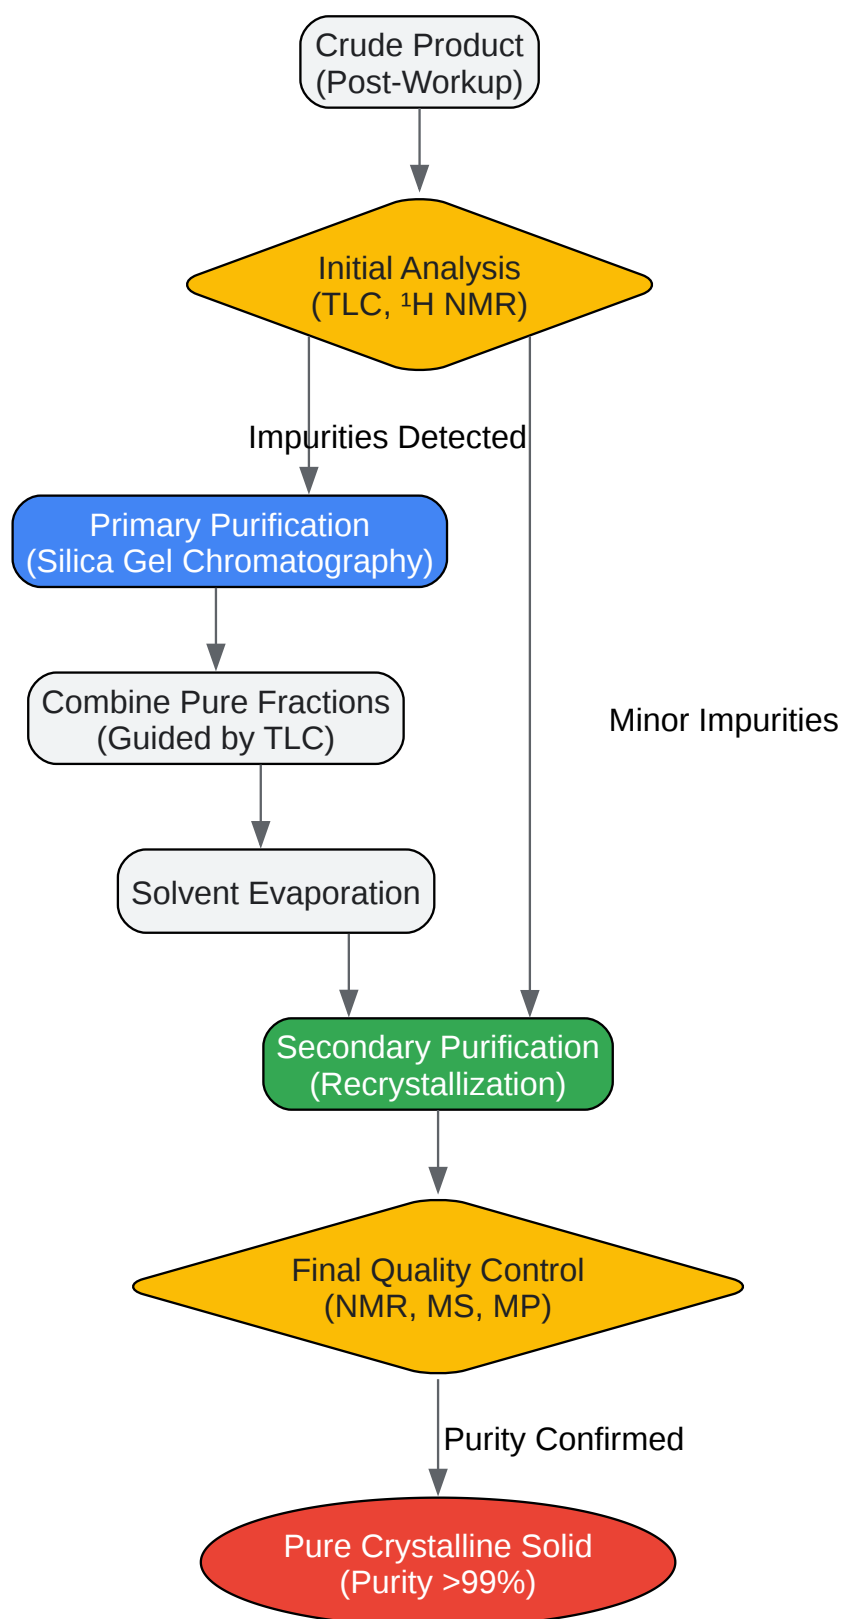 Crude Product
(Post-Workup)
Initial Analysis
(TLC, ¹H NMR)
Impurities Detected
Primary Purification
(Silica Gel Chromatography)
Combine Pure Fractions
(Guided by TLC)
Minor Impurities
Solvent Evaporation
Secondary Purification
(Recrystallization)
Final Quality Control
(NMR, MS, MP)
Purity Confirmed
Pure Crystalline Solid
(Purity >99%)